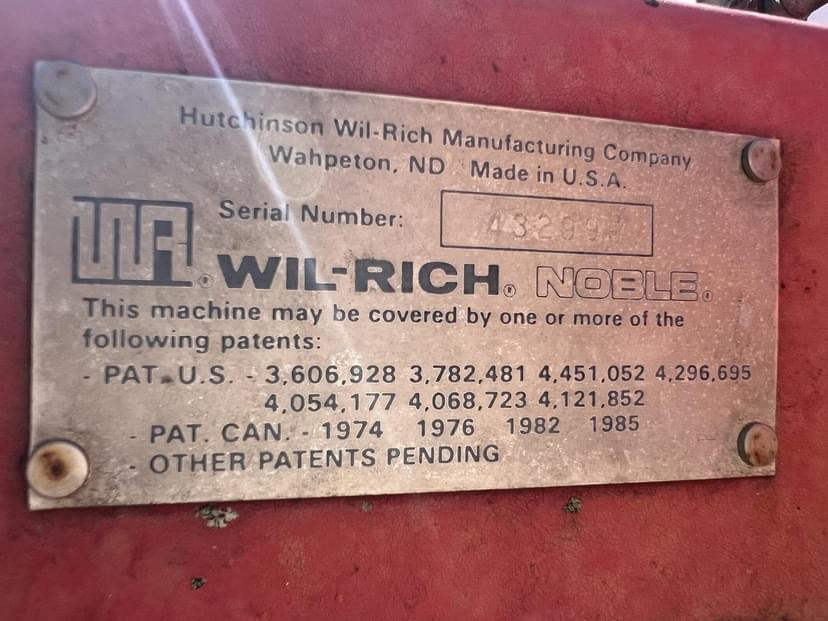 Hutchinson Wil-Rich Manufacturing Company
Wahpeton, ND Made in U.S.A.
Serial Number:
WR® WIL-RICH® NOBLE®
This machine may be covered by one or more of the
following patents:
- PAT. U.S. - 3,606,928 3,782,481 4,451,052 4,296,695
4,054,177 4,068,723 4,121,852
- PAT. CAN. - 1974 1976 1982 1985
- OTHER PATENTS PENDING